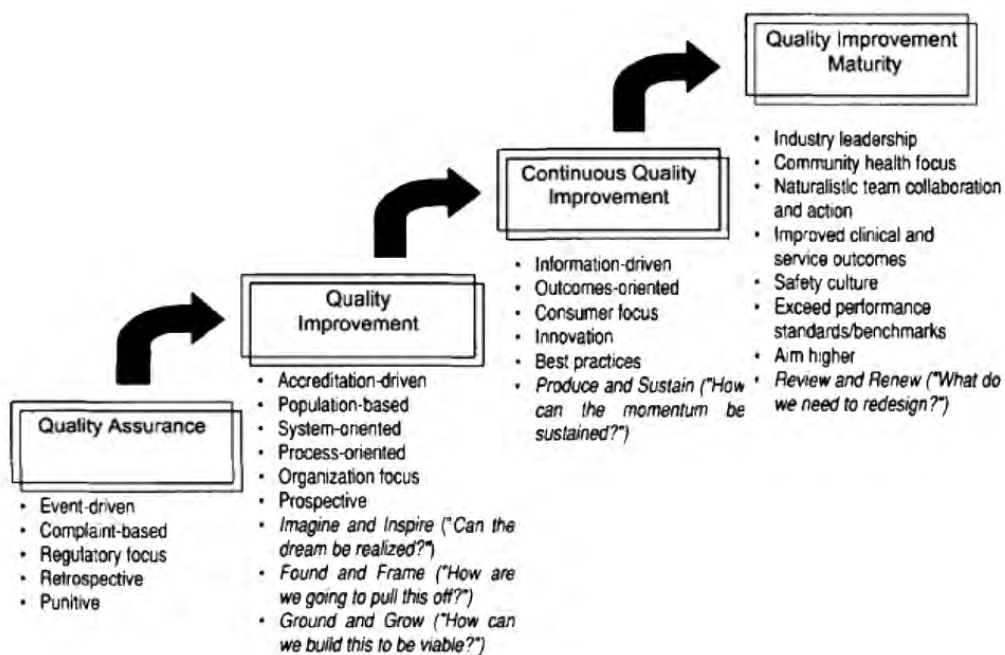 Quality Assurance
• Event-driven
• Complaint-based
• Regulatory focus
• Retrospective
• Punitive
Quality
Improvement
• Accreditation-driven
• Population-based
• System-oriented
• Process-oriented
• Organization focus
• Prospective
• Imagine and Inspire ("Can the
dream be realized?")
• Found and Frame ("How are
we going to pull this off?")
• Ground and Grow ("How can
we build this to be viable?")
Continuous Quality
Improvement
• Information-driven
• Outcomes-oriented
• Consumer focus
• Innovation
• Best practices
• Produce and Sustain ("How
can the momentum be
sustained?")
Quality Improvement
Maturity
• Industry leadership
• Community health focus
• Naturalistic team collaboration
and action
• Improved clinical and
service outcomes
• Safety culture
• Exceed performance
standards/benchmarks
• Aim higher
• Review and Renew ("What do
we need to redesign?")